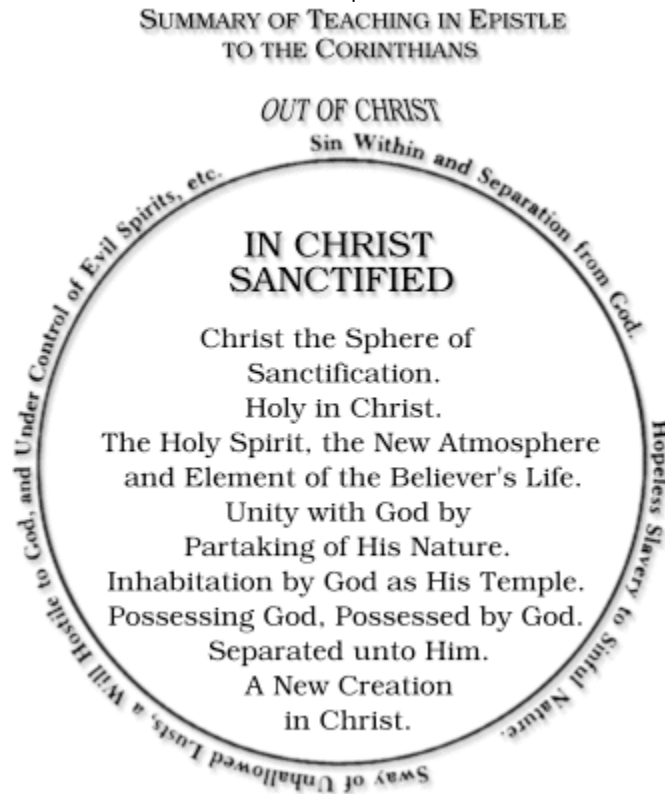 SUMMARY OF TEACHING IN EPISTLE
TO THE CORINTHIANS
OUT OF CHRIST
Sin Within and Separation from God.
Hopeless Slavery to Sinful Nature.
Sway of Unhallowed Lusts, a Will Hostile to God, and Under Control of Evil Spirits, etc.
IN CHRIST
SANCTIFIED
Christ the Sphere of
Sanctification.
Holy in Christ.
The Holy Spirit, the New Atmosphere
and Element of the Believer's Life.
Unity with God by
Partaking of His Nature.
Inhabitation by God as His Temple.
Possessing God, Possessed by God.
Separated unto Him.
A New Creation
in Christ.